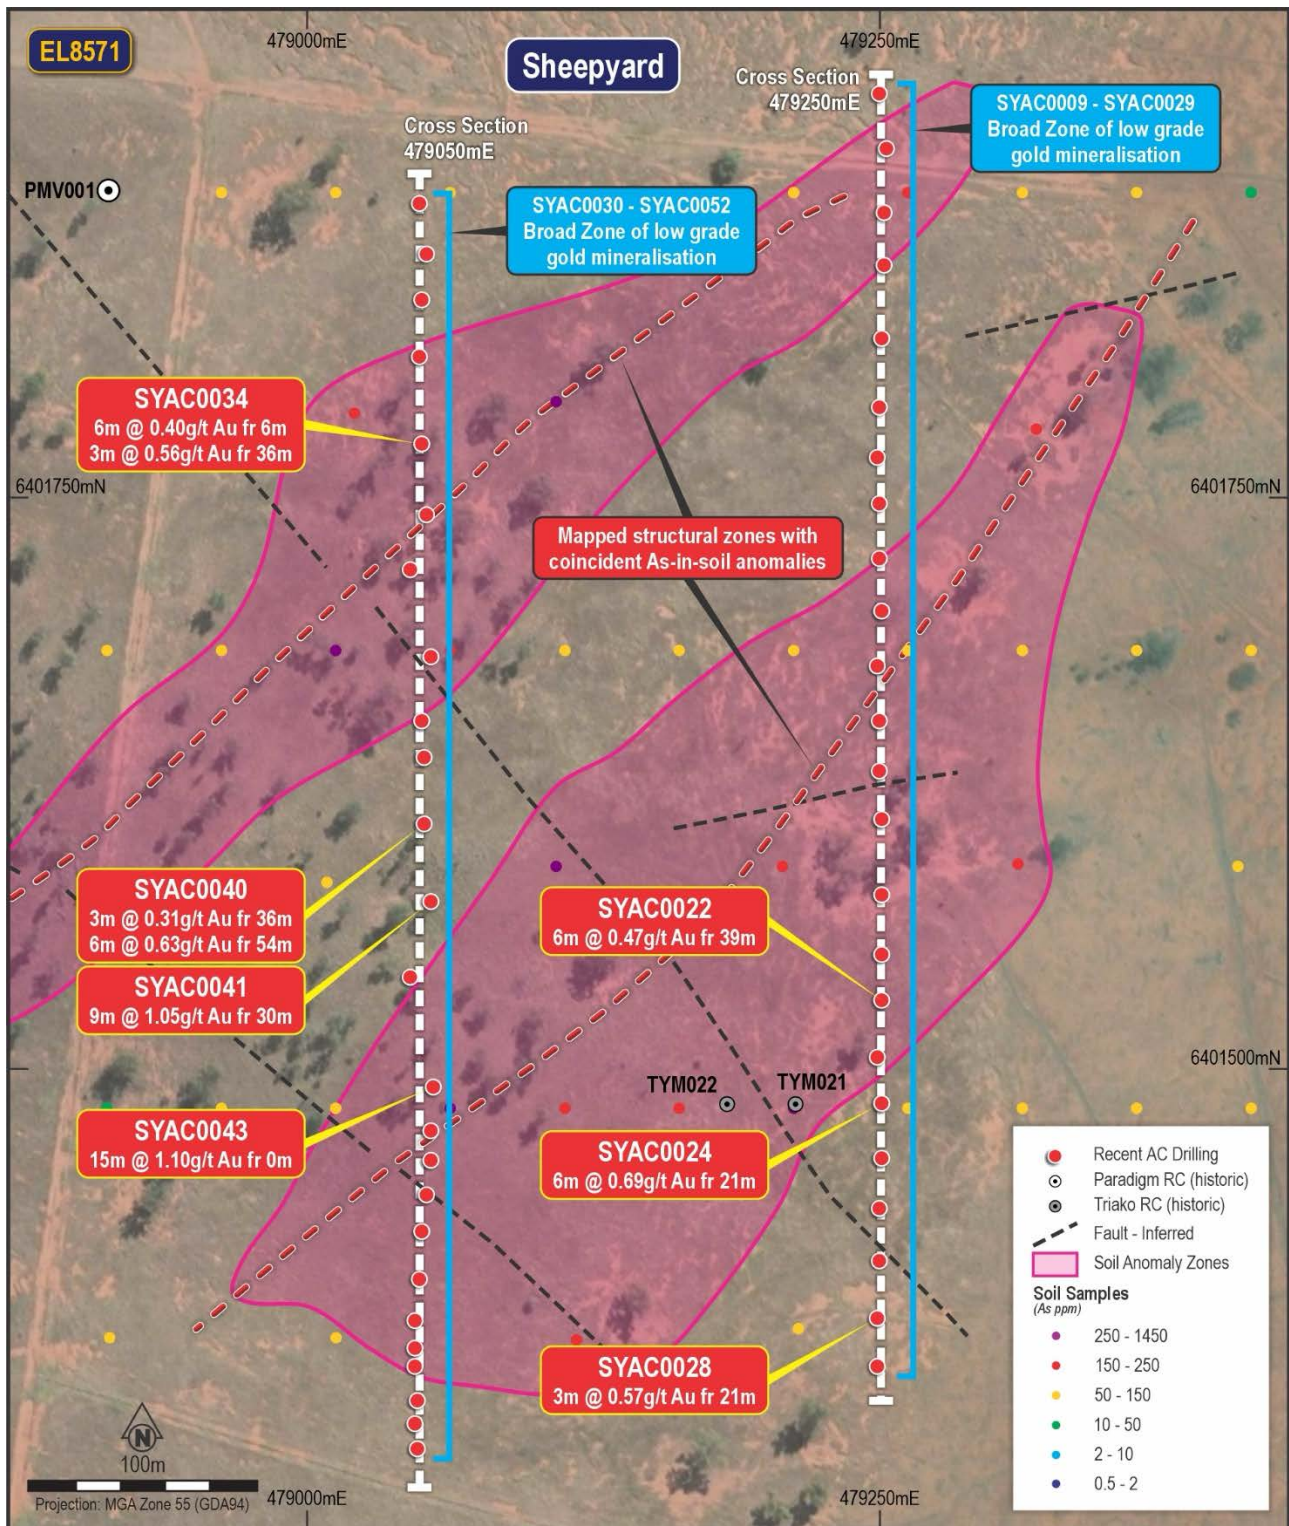 EL8571
479000mE
479250mE
Sheepyard
Cross Section
479250mE
SYAC0009 - SYAC0029
Broad Zone of low grade
gold mineralisation
Cross Section
479050mE
PMV001
SYAC0030 - SYAC0052
Broad Zone of low grade
gold mineralisation
SYAC0034
6m @ 0.40g/t Au fr 6m
3m @ 0.56g/t Au fr 36m
6401750mN
6401750mN
Mapped structural zones with
coincident As-in-soil anomalies
SYAC0040
3m @ 0.31g/t Au fr 36m
6m @ 0.63g/t Au fr 54m
SYAC0022
6m @ 0.47g/t Au fr 39m
SYAC0041
9m @ 1.05g/t Au fr 30m
6401500mN
TYM022
TYM021
SYAC0043
15m @ 1.10g/t Au fr 0m
SYAC0024
6m @ 0.69g/t Au fr 21m
SYAC0028
3m @ 0.57g/t Au fr 21m
Recent AC Drilling
Paradigm RC (historic)
Triako RC (historic)
Fault - Inferred
Soil Anomaly Zones
Soil Samples
(As ppm)
250 - 1450
150 - 250
50 - 150
10 - 50
2 - 10
0.5 - 2
N
100m
Projection: MGA Zone 55 (GDA94)
479000mE
479250mE